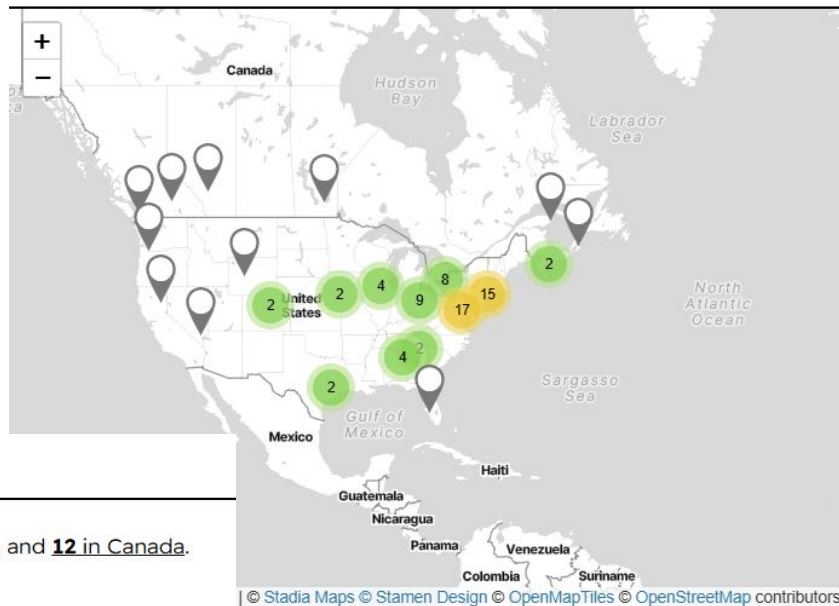 +
−
Canada
Hudson
Bay
Labrador
Sea
2
8
4
2
15
9
2
United
States
17
North
Atlantic
Ocean
2
4
Sargasso
Sea
2
Gulf of
Mexico
Mexico
Haiti
Guatemala
Nicaragua
Panama
Venezuela
Colombia
Suriname
and 12 in Canada.
| © Stadia Maps © Stamen Design © OpenMapTiles © OpenStreetMap contributors